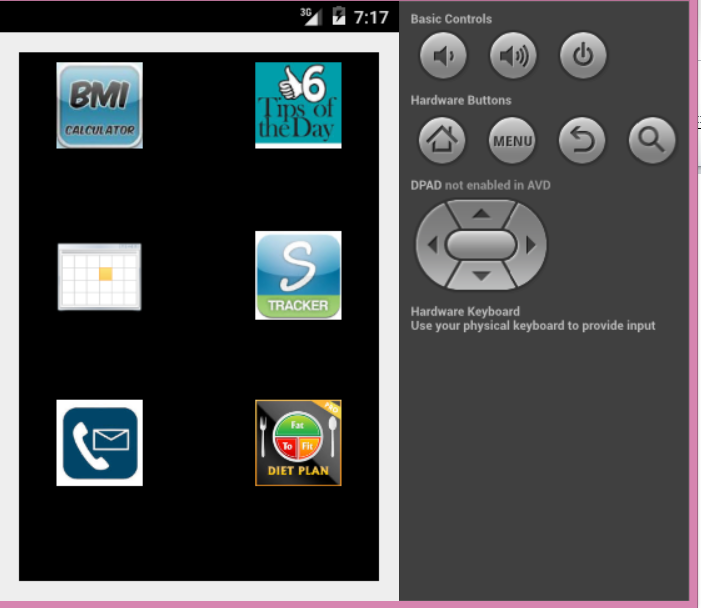 3G 7:17
BMI
CALCULATOR
6
Tips of
the Day
S
TRACKER
PRO
Fat
To Fit
DIET PLAN
Basic Controls
Hardware Buttons
MENU
DPAD not enabled in AVD
Hardware Keyboard
Use your physical keyboard to provide input